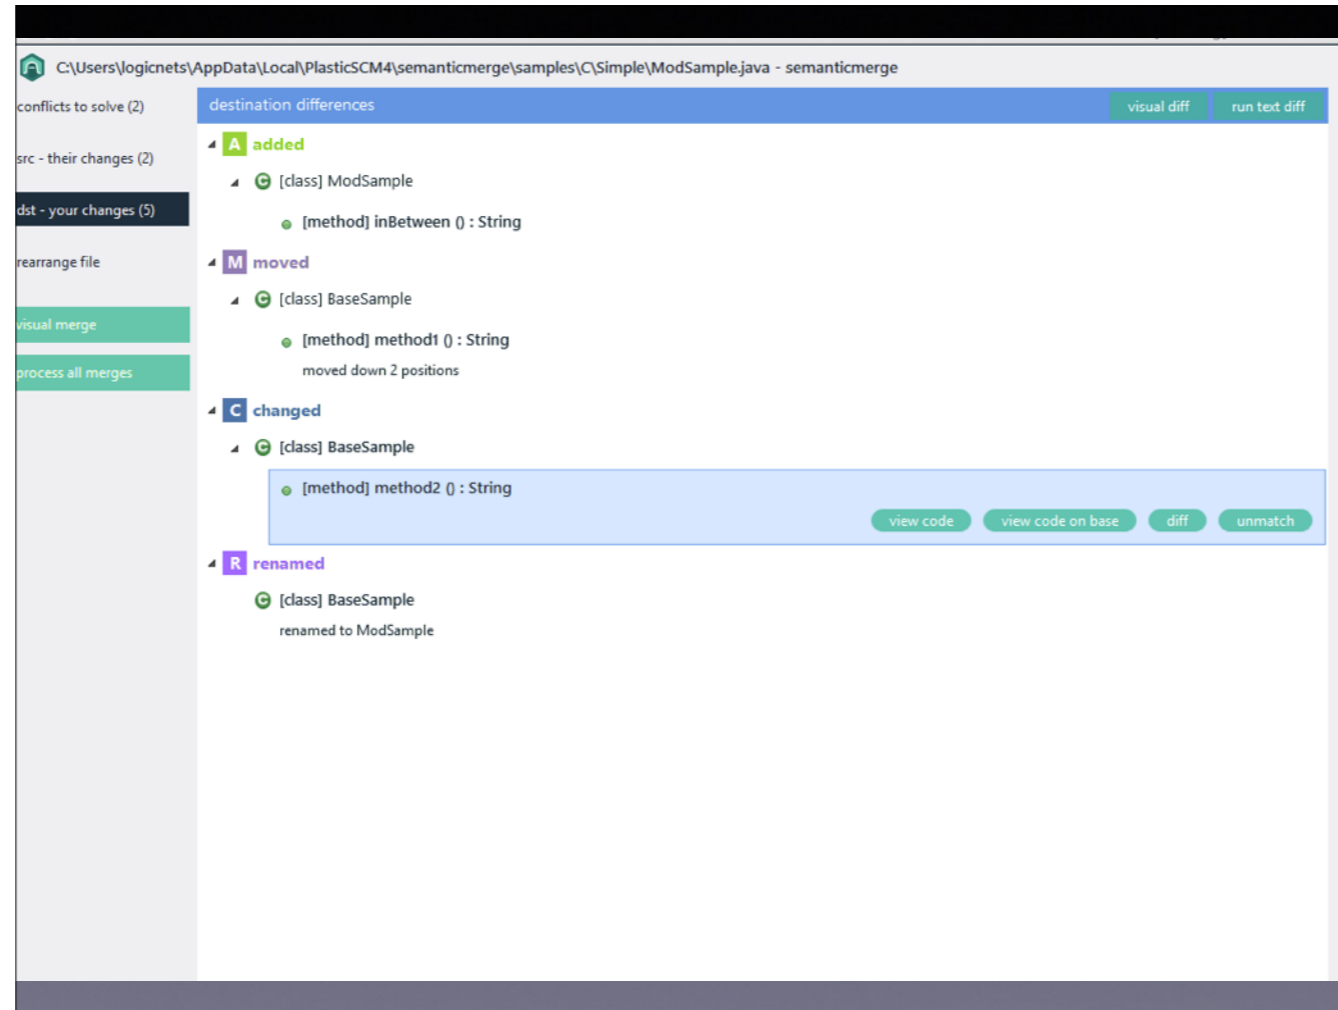 C:\Users\logicnets\AppData\Local\PlasticSCM4\semanticmerge\samples\C\Simple\ModSample.java - semanticmerge
conflicts to solve (2)
src - their changes (2)
dst - your changes (5)
rearrange file
visual merge
process all merges
destination differences
visual diff
run text diff
A added
[class] ModSample
[method] inBetween () : String
M moved
[class] BaseSample
[method] method1 () : String
moved down 2 positions
C changed
[class] BaseSample
[method] method2 () : String
view code
view code on base
diff
unmatch
R renamed
[class] BaseSample
renamed to ModSample